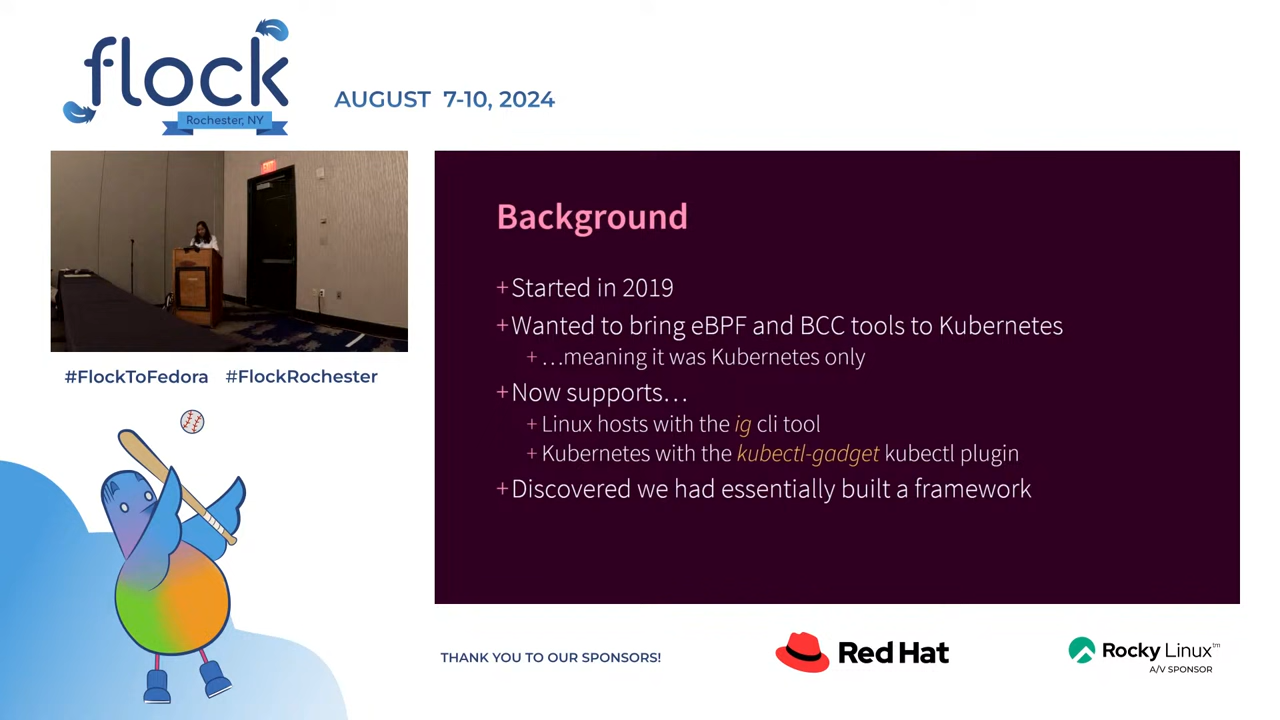 flock
Rochester, NY
AUGUST 7-10, 2024
#FlockToFedora #FlockRochester
Background
+Started in 2019
+Wanted to bring eBPF and BCC tools to Kubernetes
+ ...meaning it was Kubernetes only
+Now supports...
+ Linux hosts with the ig cli tool
+ Kubernetes with the kubectl-gadget kubectl plugin
+Discovered we had essentially built a framework
THANK YOU TO OUR SPONSORS!
Red Hat
Rocky Linux™
A/V SPONSOR